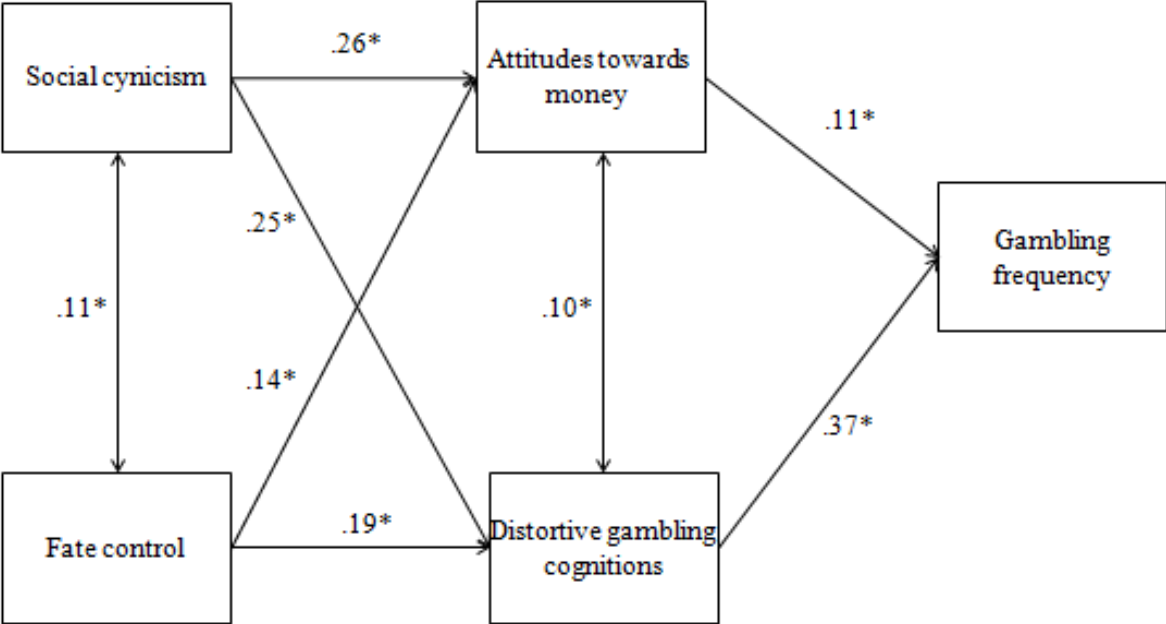 Social cynicism
.26*
Attitudes towards
money
.11*
.25*
Gambling
frequency
.11*
.10*
.14*
.37*
Fate control
.19*
Distortive gambling
cognitions